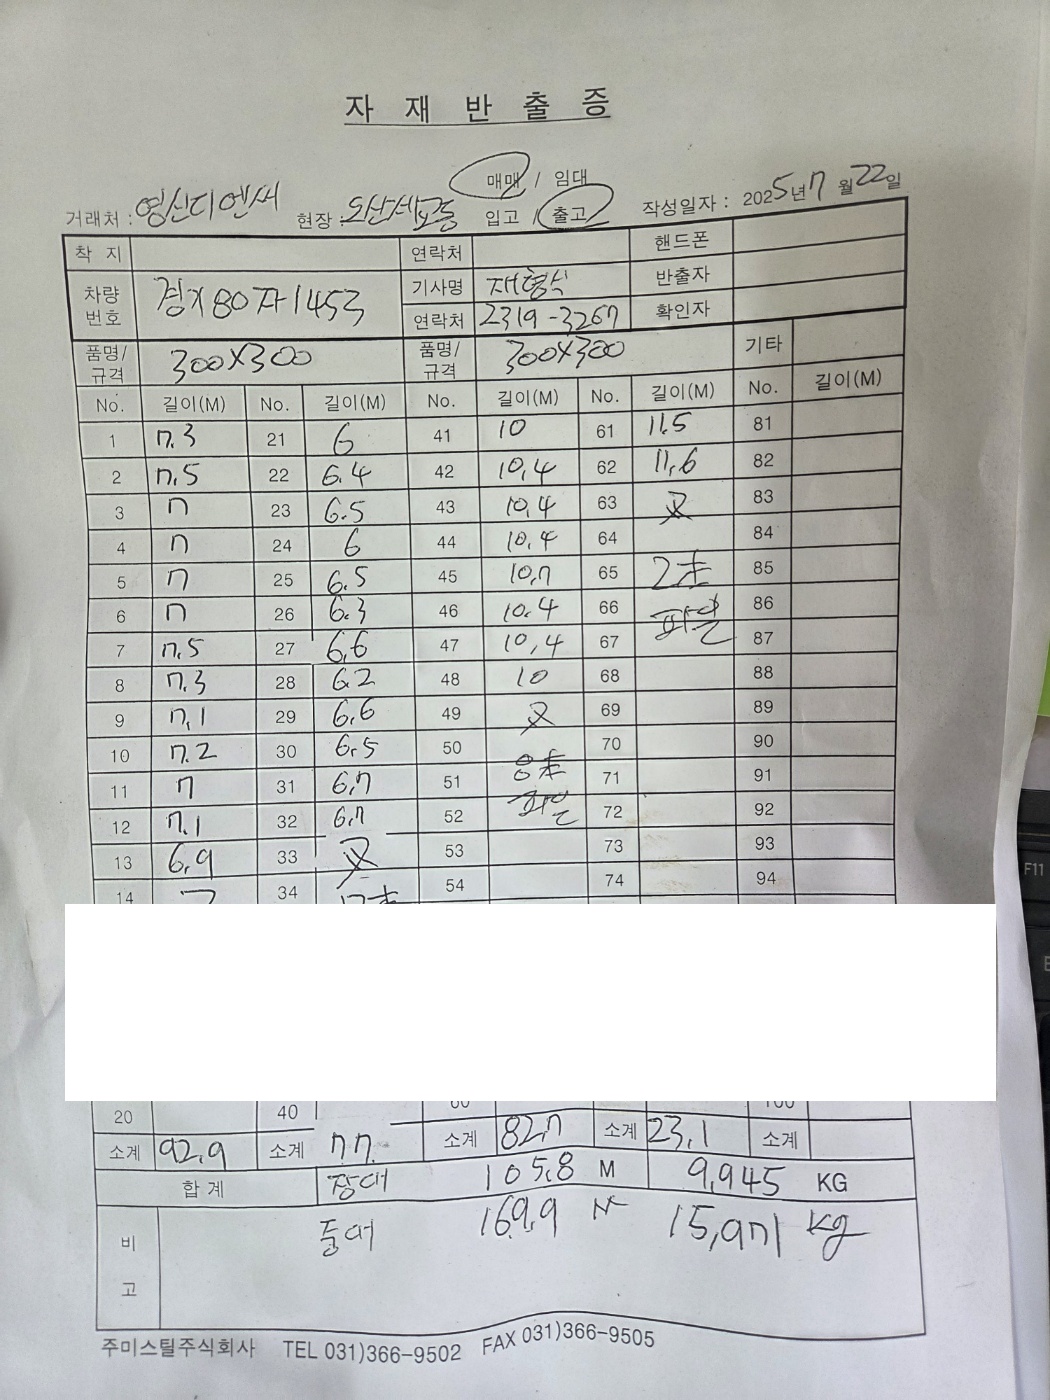 자 재 반 출 증
매매 / 임대
거래처 : 영신디엔씨 현장 : 오산세교동 입고 / 출고 작성일자 : 2025년 7월 22일
착 지 연락처 핸드폰
차량번호 경기80자1453 기사명 반출자
연락처 2319-3267 확인자
품명/규격 300X300 품명/규격 300X300 기타
No. 길이(M) No. 길이(M) No. 길이(M) No. 길이(M) No. 길이(M)
1 7.3 21 6 41 10 61 11.5 81
2 7.5 22 6.4 42 10.4 62 11.6 82
3 7 23 6.5 43 10.4 63 又 83
4 7 24 6 44 10.4 64 84
5 7 25 6.5 45 10.7 65 2本 85
6 7 26 6.3 46 10.4 66 파일 86
7 7.5 27 6.6 47 10.4 67 87
8 7.3 28 6.2 48 10 68 88
9 7.1 29 6.6 49 又 69 89
10 7.2 30 6.5 50 70 90
11 7 31 6.7 51 8本 71 91
12 7.1 32 6.7 52 파일 72 92
13 6.9 33 又 53 73 93
14 34 12本 54 74 94
20 40 60 100
소계 92.9 소계 77. 소계 82.7 소계 23.1 소계
합 계 장대 105.8 M 9,945 KG
비고 중대 169.9 M 15,971 kg
주미스틸주식회사 TEL 031)366-9502 FAX 031)366-9505